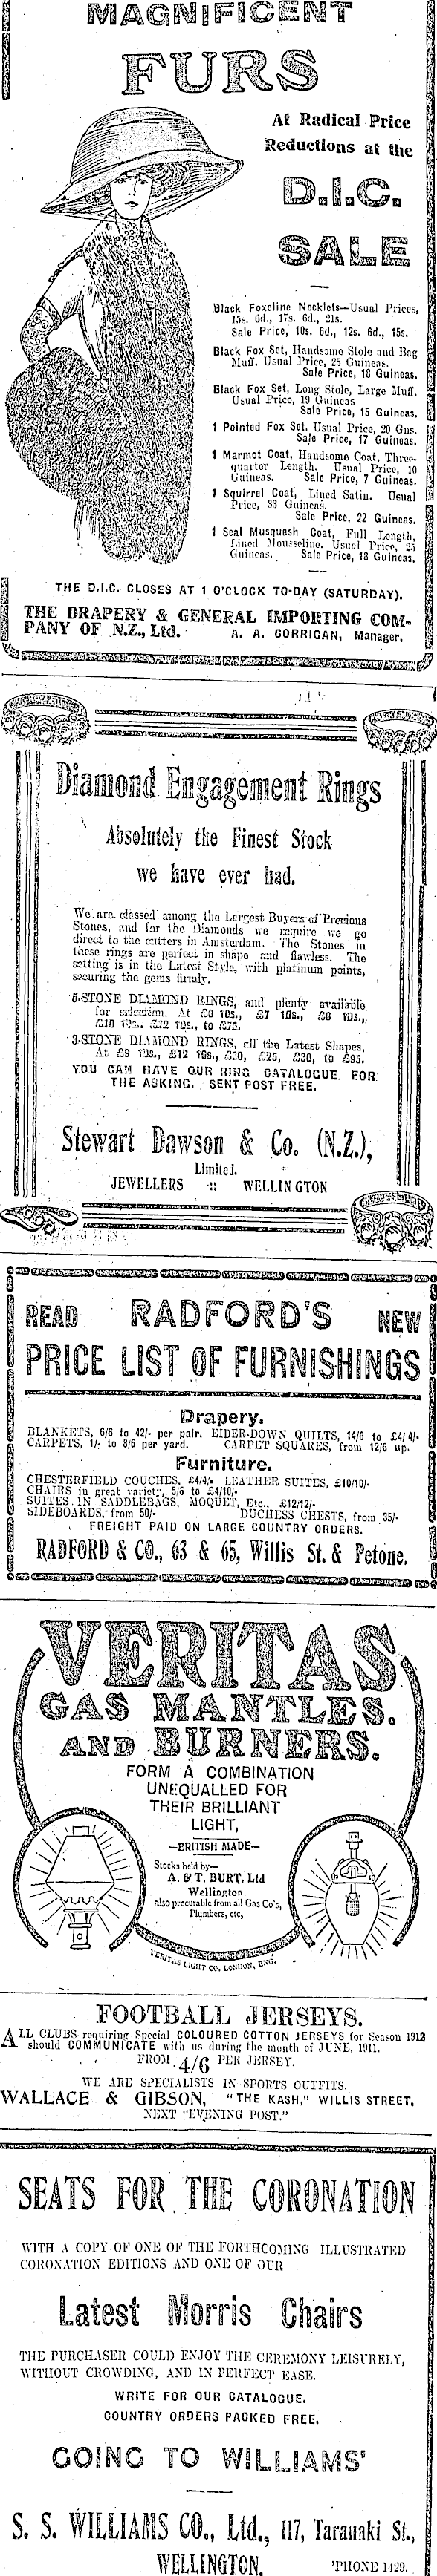 MAGNIFICENT
FURS
At Radical Price
Reductions at the
D.I.C.
SALE
Black Foxeline Necklets—Usual Prices,
15s. 6d., 17s. 6d., 21s.
Sale Price, 10s. 6d., 12s. 6d., 15s.
Black Fox Set, Handsome Stole and Bag
Muff. Usual Price, 25 Guineas.
Sale Price, 18 Guineas.
Black Fox Set, Long Stole, Large Muff.
Usual Price, 19 Guineas
Sale Price, 15 Guineas.
1 Pointed Fox Set. Usual Price, 20 Gns.
Sale Price, 17 Guineas.
1 Marmot Coat, Handsome Coat, Three-
quarter Length. Usual Price, 10
Guineas. Sale Price, 7 Guineas.
1 Squirrel Coat, Lined Satin. Usual
Price, 33 Guineas.
Sale Price, 22 Guineas.
1 Seal Musquash Coat, Full Length,
Lined Mousseline. Usual Price, 25
Guineas. Sale Price, 18 Guineas.
THE D.I.C. CLOSES AT 1 O'CLOCK TO-DAY (SATURDAY).
THE DRAPERY & GENERAL IMPORTING COM-
PANY OF N.Z., Ltd. A. A. CORRIGAN, Manager.
Diamond Engagement Rings
Absolutely the Finest Stock
we have ever had.
We are classed among the Largest Buyers of Precious
Stones, and for the Diamonds we require we go
direct to the cutters in Amsterdam. The Stones in
these rings are perfect in shape and flawless. The
setting is in the Latest Style, with platinum points,
securing the gems firmly.
5-STONE DIAMOND RINGS, and plenty available
for selection. At £6 10s., £7 10s., £8 10s.,
£10 10s., £12 10s., to £75.
3-STONE DIAMOND RINGS, all the Latest Shapes,
At £9 10s., £12 10s., £20, £25, £30, to £95.
YOU CAN HAVE OUR RING CATALOGUE FOR
THE ASKING. SENT POST FREE.
Stewart Dawson & Co. (N.Z.),
Limited.
JEWELLERS :: WELLINGTON
READ RADFORD'S NEW
PRICE LIST OF FURNISHINGS
Drapery.
BLANKETS, 6/6 to 42/- per pair. EIDER-DOWN QUILTS, 14/6 to £4/4/-
CARPETS, 1/- to 8/6 per yard. CARPET SQUARES, from 12/6 up.
Furniture.
CHESTERFIELD COUCHES, £4/4/- LEATHER SUITES, £10/10/-
CHAIRS in great variety, 5/6 to £4/10/-
SUITES IN SADDLEBAGS, MOQUET, Etc., £12/12/-
SIDEBOARDS, from 50/- DUCHESS CHESTS, from 35/-
FREIGHT PAID ON LARGE COUNTRY ORDERS.
RADFORD & CO., 63 & 65, Willis St. & Petone.
VERITAS
GAS MANTLES.
AND BURNERS.
FORM A COMBINATION
UNEQUALLED FOR
THEIR BRILLIANT
LIGHT,
—BRITISH MADE—
Stocks held by—
A. & T. BURT, Ltd
Wellington
also procurable from all Gas Co's,
Plumbers, etc,
VERITAS LIGHT CO. LONDON, ENG.
FOOTBALL JERSEYS.
ALL CLUBS requiring Special COLOURED COTTON JERSEYS for Season 1912
should COMMUNICATE with us during the month of JUNE, 1911.
FROM 4/6 PER JERSEY.
WE ARE SPECIALISTS IN SPORTS OUTFITS.
WALLACE & GIBSON, "THE KASH," WILLIS STREET.
NEXT "EVENING POST."
SEATS FOR THE CORONATION
WITH A COPY OF ONE OF THE FORTHCOMING ILLUSTRATED
CORONATION EDITIONS AND ONE OF OUR
Latest Morris Chairs
THE PURCHASER COULD ENJOY THE CEREMONY LEISURELY,
WITHOUT CROWDING, AND IN PERFECT EASE.
WRITE FOR OUR CATALOGUE.
COUNTRY ORDERS PACKED FREE.
GOING TO WILLIAMS'
S. S. WILLIAMS CO., Ltd., 117, Taranaki St.,
WELLINGTON. 'PHONE 1429.